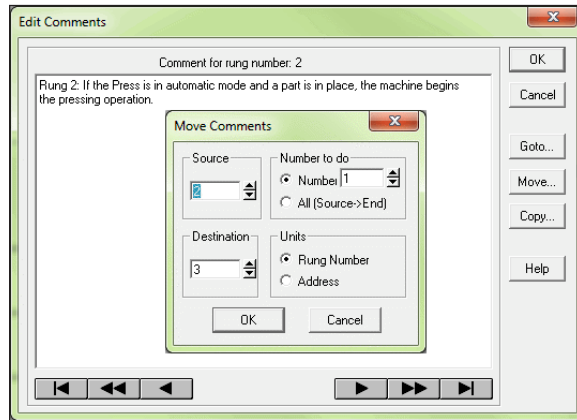 Edit Comments
Comment for rung number: 2
Rung 2: If the Press is in automatic mode and a part is in place, the machine begins
the pressing operation.
Move Comments
Source
2
Number to do
Number 1
All (Source->End)
Destination
3
Units
Rung Number
Address
OK
Cancel
OK
Cancel
Goto...
Move...
Copy...
Help